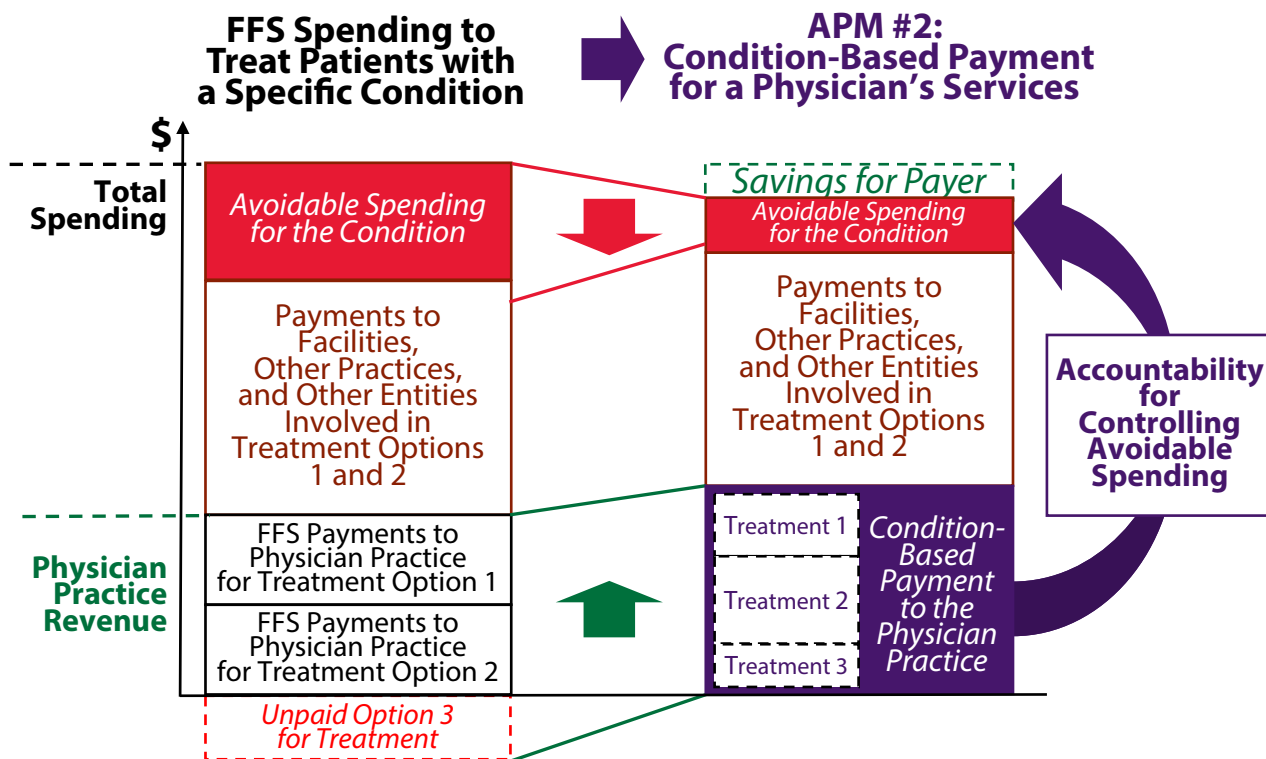 FFS Spending to
Treat Patients with
a Specific Condition
APM #2:
Condition-Based Payment
for a Physician’s Services
$
Total
Spending
Avoidable Spending
for the Condition
Payments to
Facilities,
Other Practices,
and Other Entities
Involved in
Treatment Options
1 and 2
Physician
Practice
Revenue
FFS Payments to
Physician Practice
for Treatment Option 1
FFS Payments to
Physician Practice
for Treatment Option 2
Unpaid Option 3
for Treatment
Savings for Payer
Avoidable Spending
for the Condition
Payments to
Facilities,
Other Practices,
and Other Entities
Involved in
Treatment Options
1 and 2
Treatment 1
Treatment 2
Treatment 3
Condition-
Based
Payment
to the
Physician
Practice
Accountability
for
Controlling
Avoidable
Spending